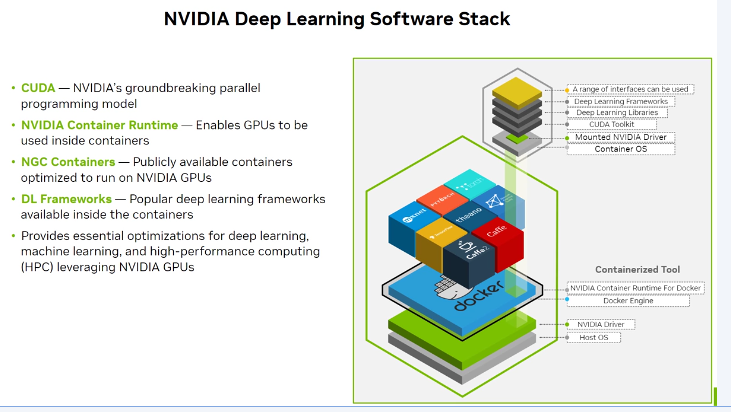 NVIDIA Deep Learning Software Stack
• CUDA — NVIDIA's groundbreaking parallel
programming model
• NVIDIA Container Runtime — Enables GPUs to be
used inside containers
• NGC Containers — Publicly available containers
optimized to run on NVIDIA GPUs
• DL Frameworks — Popular deep learning frameworks
available inside the containers
• Provides essential optimizations for deep learning,
machine learning, and high-performance computing
(HPC) leveraging NVIDIA GPUs
A range of interfaces can be used
Deep Learning Frameworks
Deep Learning Libraries
CUDA Toolkit
Mounted NVIDIA Driver
Container OS
theano
Caffe
Caffe2
docker
Containerized Tool
NVIDIA Container Runtime For Docker
Docker Engine
NVIDIA Driver
Host OS